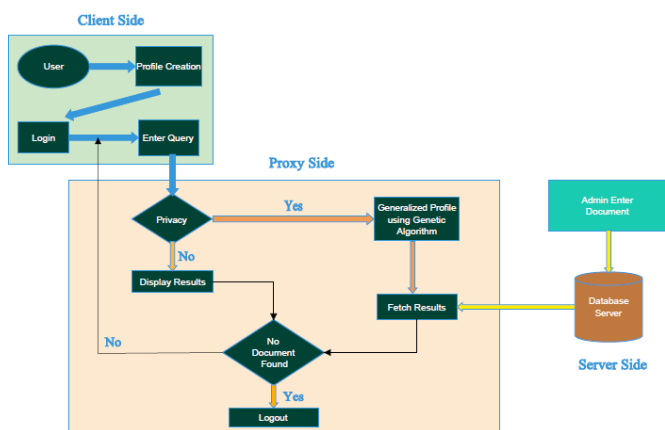 Client Side
User
Profile Creation
Login
Enter Query
Proxy Side
Privacy
Yes
Generalized Profile
using Genetic
Algorithm
No
Display Results
Fetch Results
No
Document
Found
No
Yes
Logout
Admin Enter
Document
Database
Server
Server Side